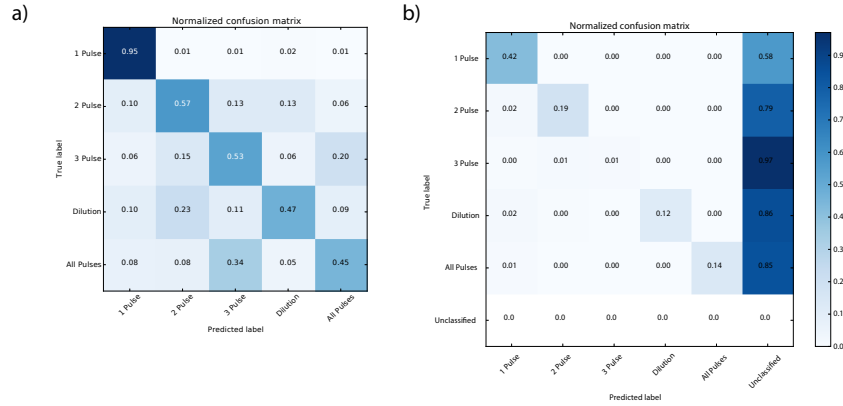 a)
Normalized confusion matrix
True label
1 Pulse 0.95 0.01 0.01 0.02 0.01
2 Pulse 0.10 0.57 0.13 0.13 0.06
3 Pulse 0.06 0.15 0.53 0.06 0.20
Dilution 0.10 0.23 0.11 0.47 0.09
All Pulses 0.08 0.08 0.34 0.05 0.45
1 Pulse 2 Pulse 3 Pulse Dilution All Pulses
Predicted label
b)
Normalized confusion matrix
True label
1 Pulse 0.42 0.00 0.00 0.00 0.00 0.58
2 Pulse 0.02 0.19 0.00 0.00 0.00 0.79
3 Pulse 0.00 0.01 0.01 0.00 0.00 0.97
Dilution 0.02 0.00 0.00 0.12 0.00 0.86
All Pulses 0.01 0.00 0.00 0.00 0.14 0.85
Unclassified 0.0 0.0 0.0 0.0 0.0 0.0
1 Pulse 2 Pulse 3 Pulse Dilution All Pulses Unclassified
Predicted label
0.9
0.8
0.7
0.6
0.5
0.4
0.3
0.2
0.1
0.0